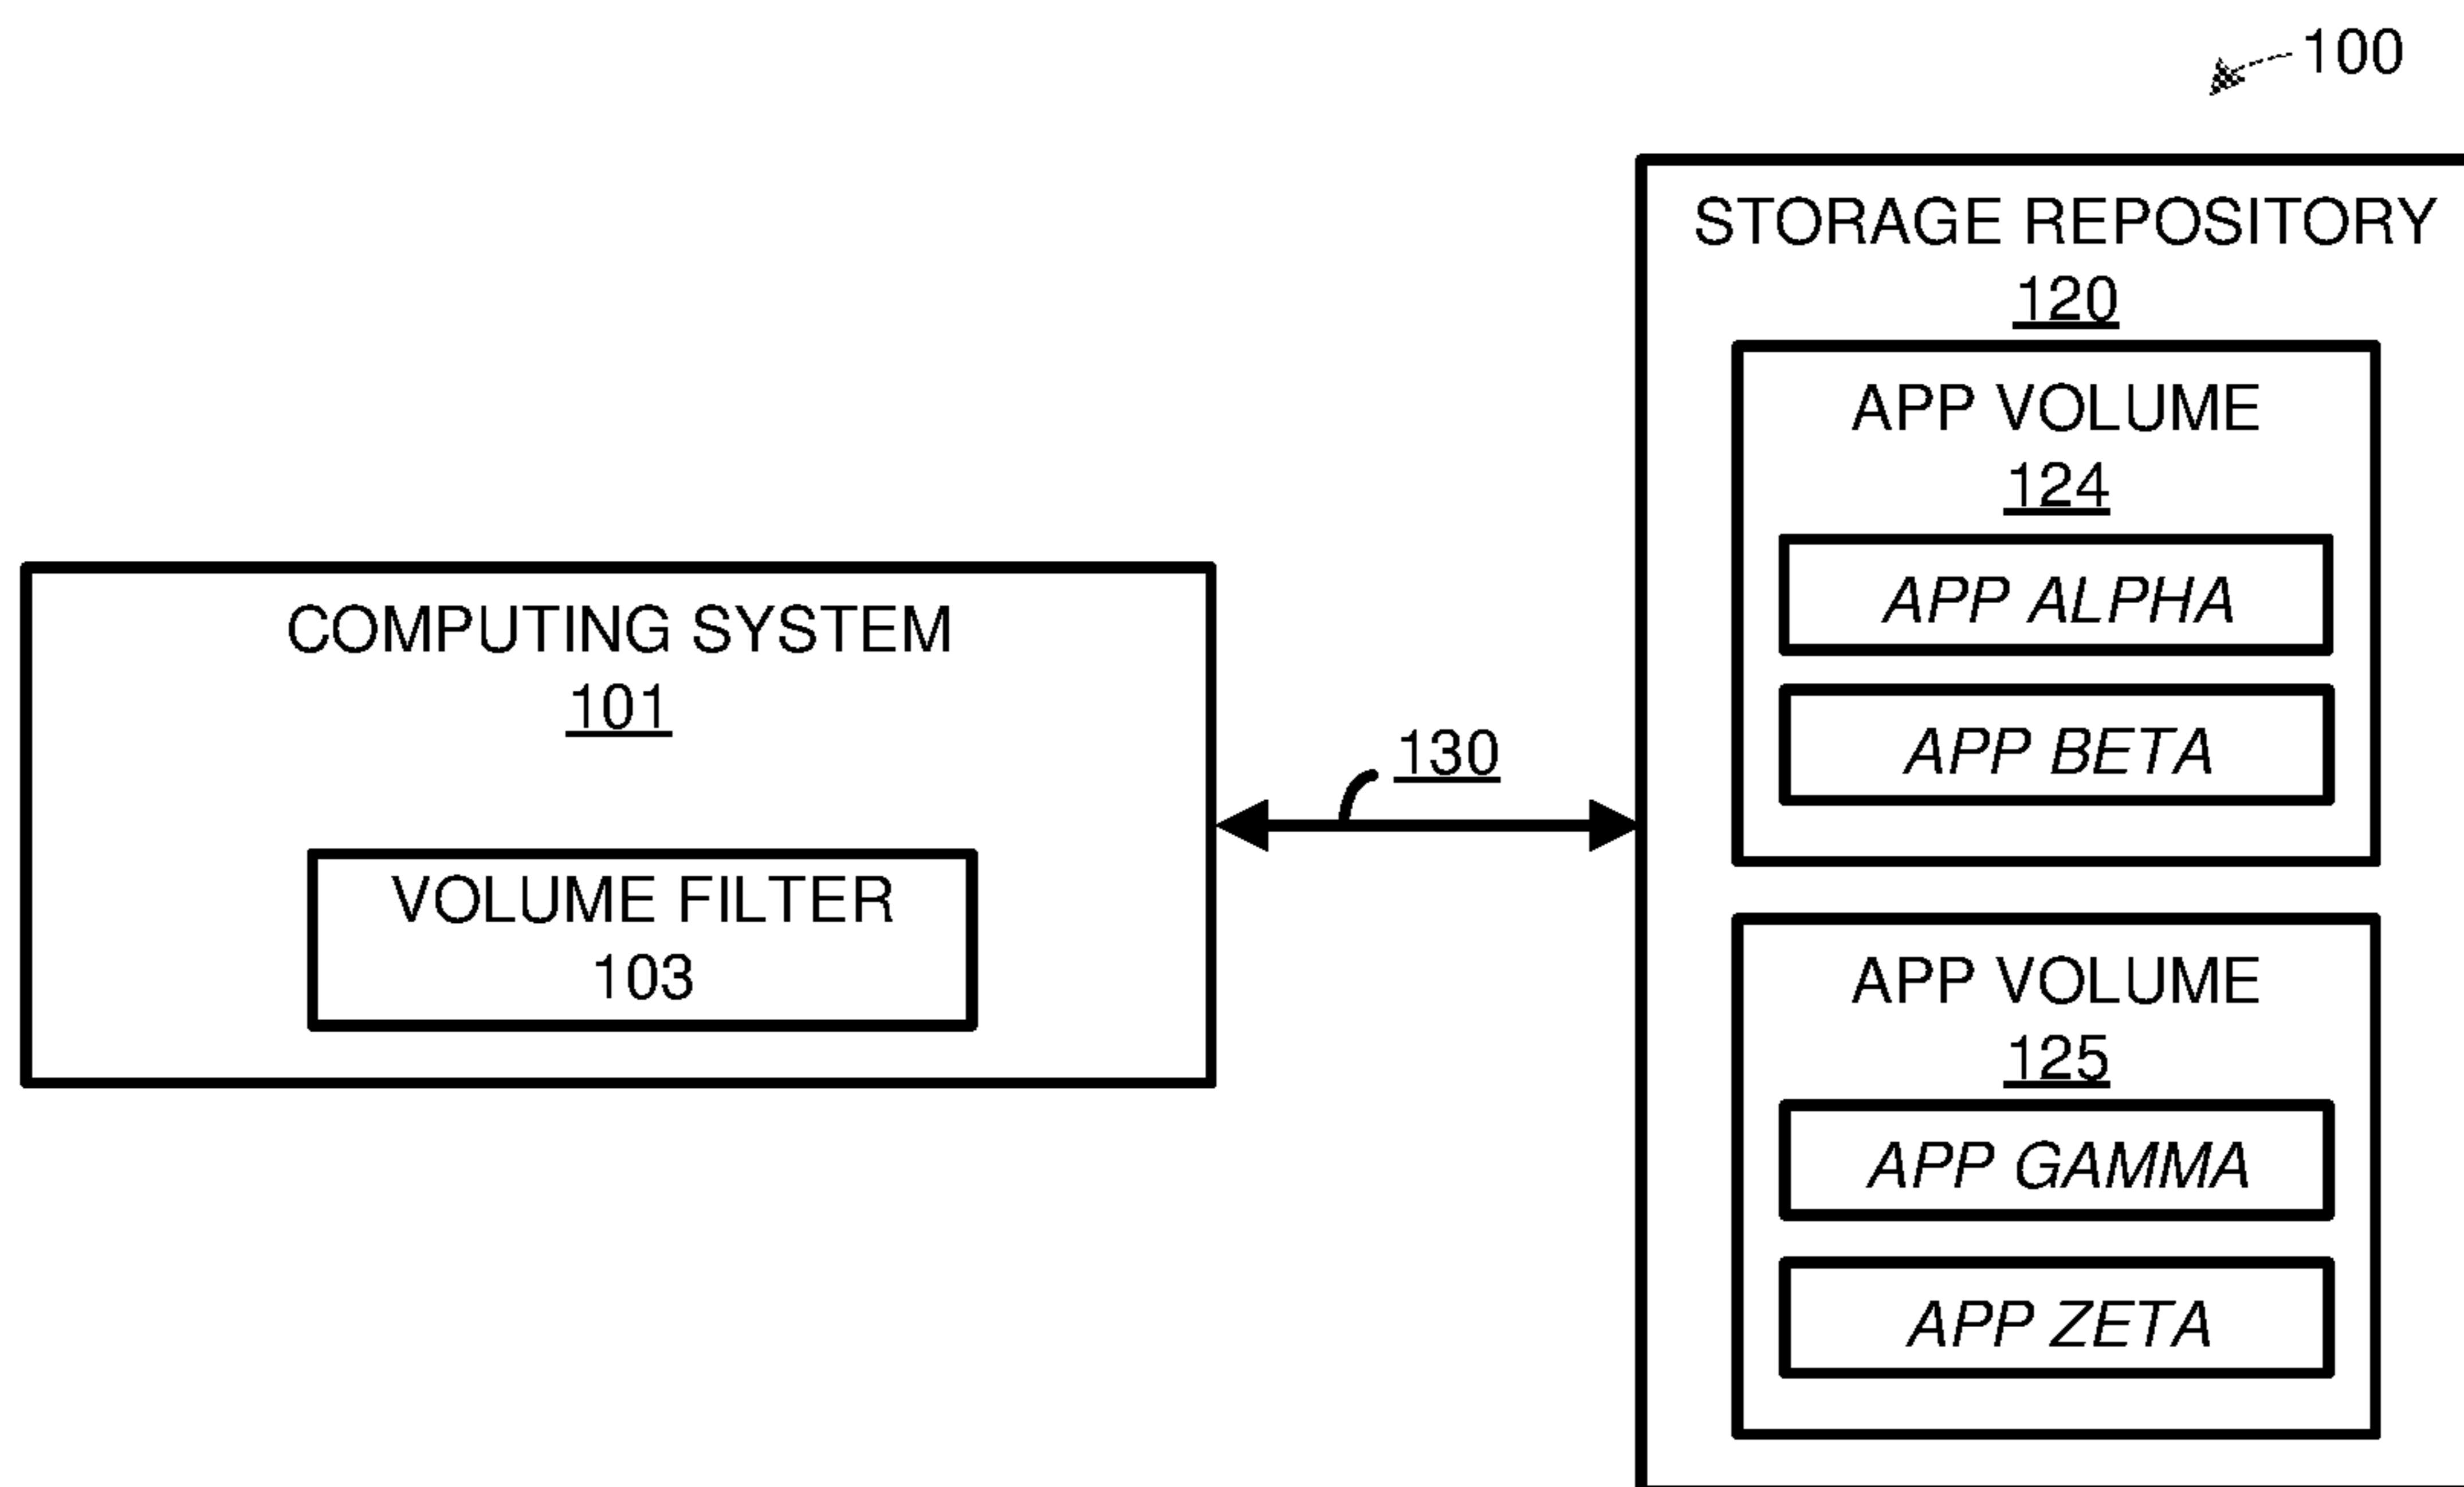 100
STORAGE REPOSITORY
120
APP VOLUME
124
APP ALPHA
APP BETA
COMPUTING SYSTEM
101
VOLUME FILTER
103
130
APP VOLUME
125
APP GAMMA
APP ZETA